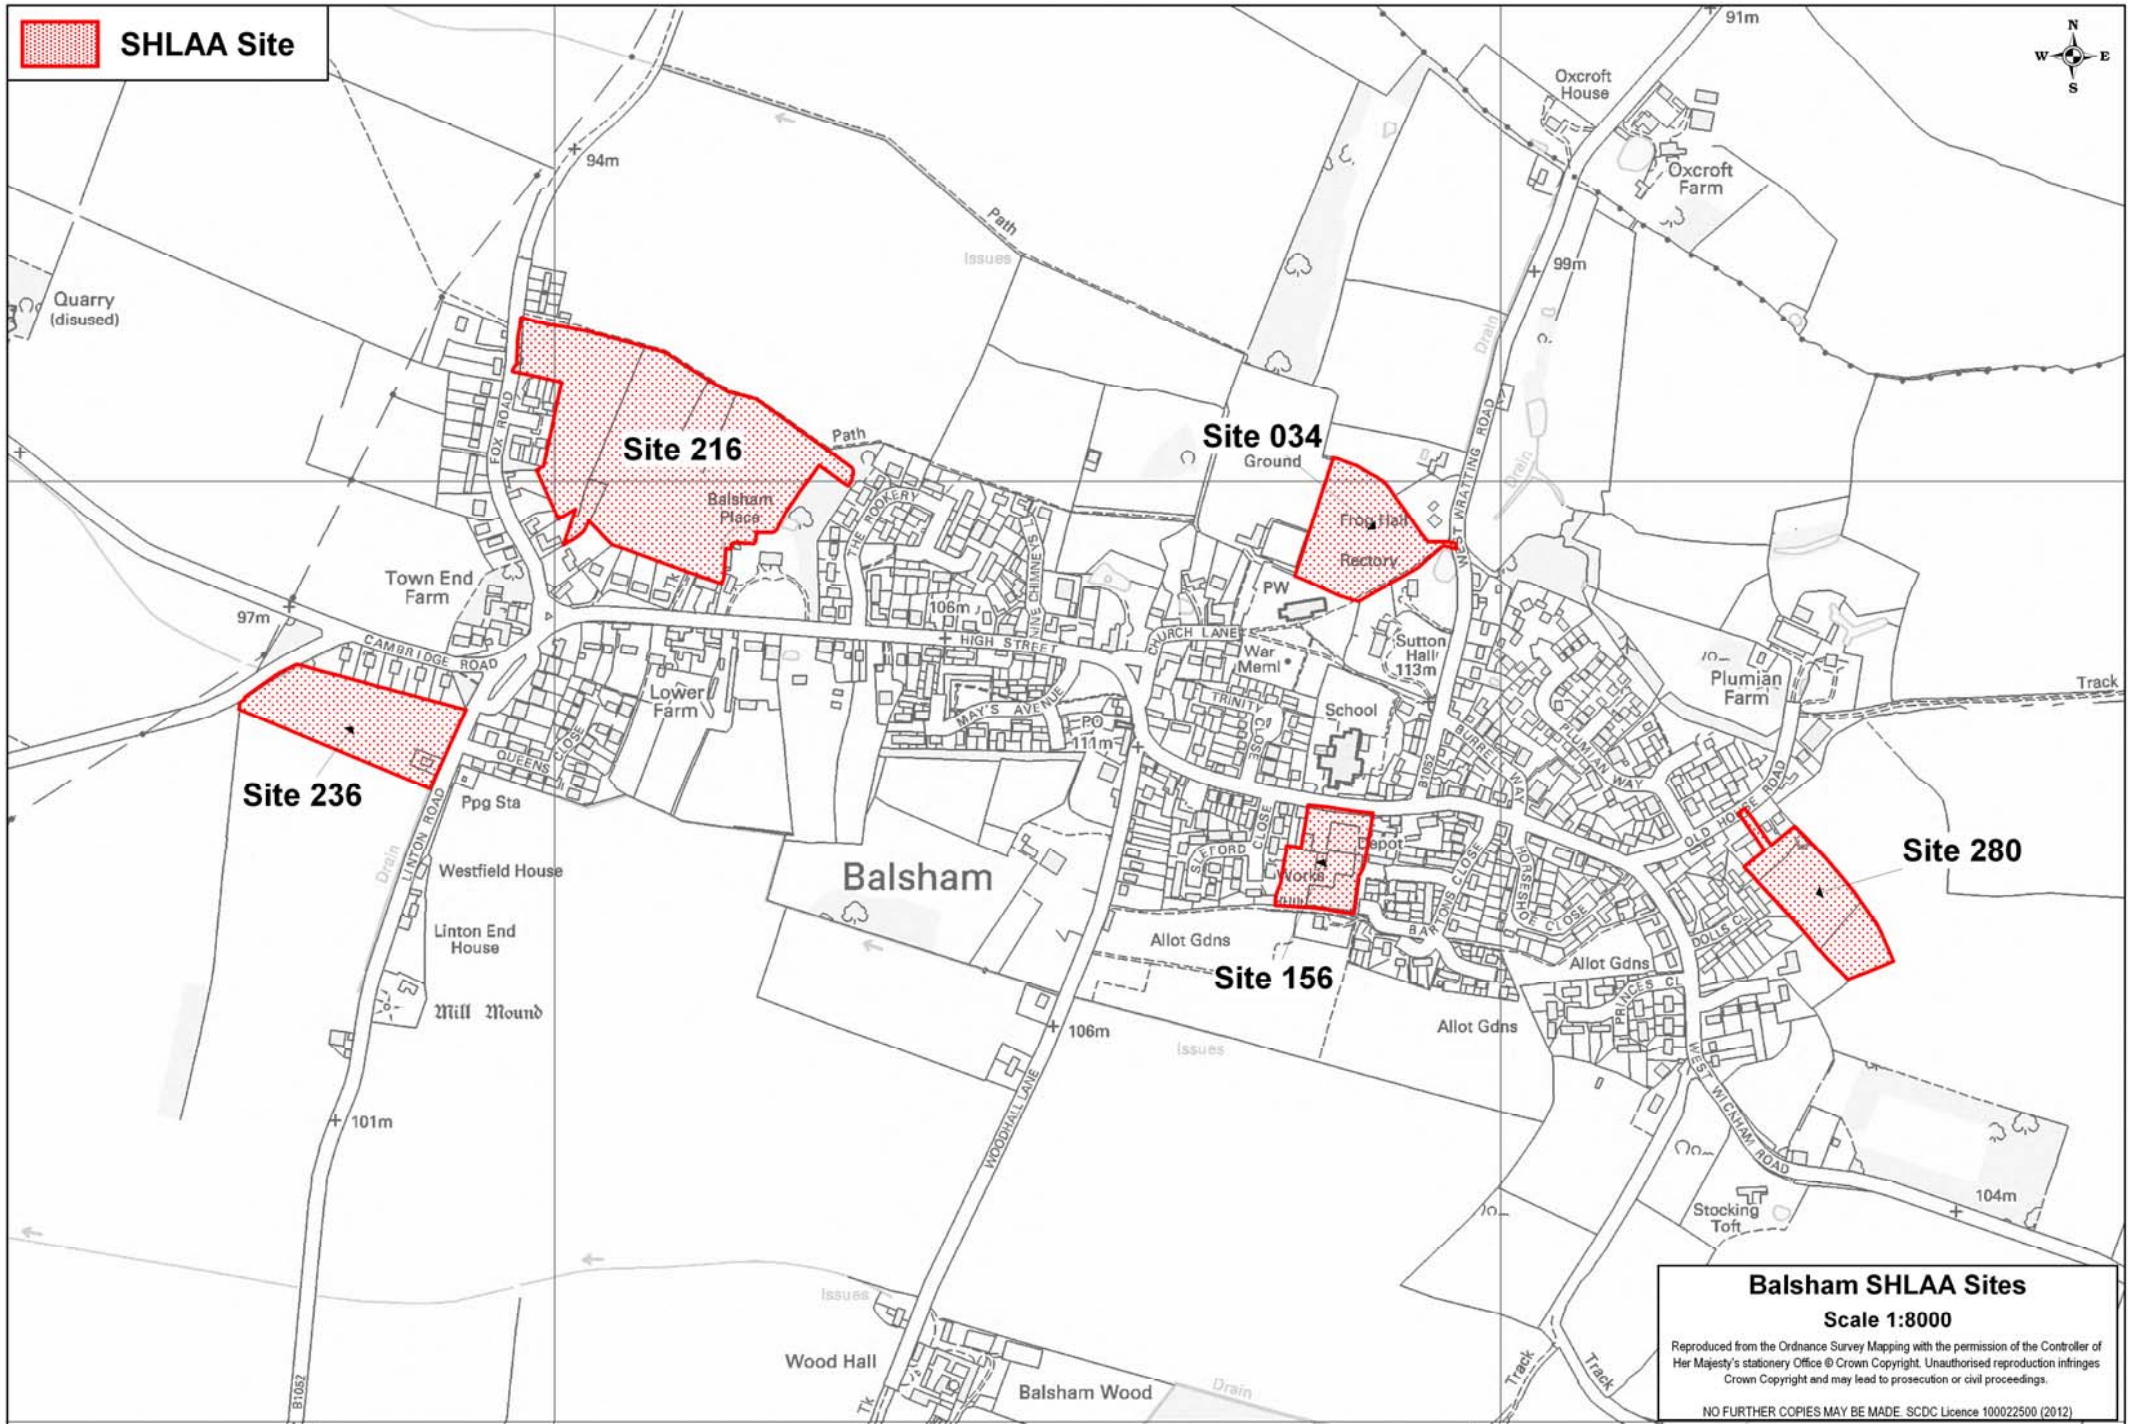 SHLAA Site
91m
N
W E
S
Oxcroft
House
94m
Oxcroft
Farm
Path
Issues
99m
Quarry
(disused)
Drain
FOX ROAD
Site 216
Path
Site 034
Ground
WEST WRATTING ROAD
Drain
Balsham
Place
THE ROOKERY
Frog Hall
Rectory
NINE CHIMNEYS L
Town End
Farm
PW
97m
106m
CAMBRIDGE ROAD
HIGH STREET
CHURCH LANE
War
Meml
Sutton
Hall
113m
Lower
Farm
Plumian
Farm
Track
MAY'S AVENUE
TRINITY CLOSE
School
PO
111m
QUEENS CLOSE
B1052
BURREL WAY
PLUMIAN WAY
OLD HOUSE ROAD
Site 236
Ppg Sta
LINTON ROAD
Drain
Westfield House
Balsham
SLEFORD CLOSE
Depot
Works
BARTONS CLOSE
HORSESHOE CLOSE
Site 280
DOLLS CL
Linton End
House
Allot Gdns
Site 156
Allot Gdns
PRINCES CL
Mill Mound
106m
Issues
Allot Gdns
101m
WOODHALL LANE
WEST WICKHAM ROAD
104m
Stocking
Toft
Issues
Wood Hall
Balsham Wood
Drain
Tk
Track
Track
B1052
Balsham SHLAA Sites
Scale 1:8000
Reproduced from the Ordnance Survey Mapping with the permission of the Controller of
Her Majesty's stationery Office © Crown Copyright. Unauthorised reproduction infringes
Crown Copyright and may lead to prosecution or civil proceedings.
NO FURTHER COPIES MAY BE MADE. SCDC Licence 100022500 (2012)